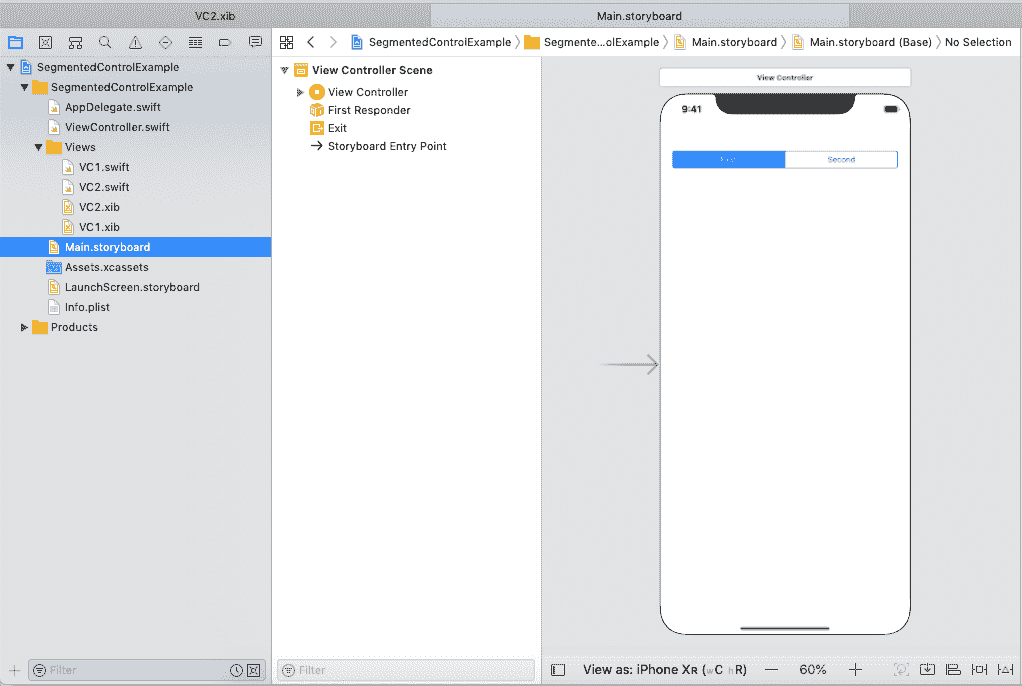 VC2.xib
Main.storyboard
SegmentedControlExample
Segmente...olExample
Main.storyboard
Main.storyboard (Base)
No Selection
SegmentedControlExample
SegmentedControlExample
AppDelegate.swift
ViewController.swift
Views
VC1.swift
VC2.swift
VC2.xib
VC1.xib
Main.storyboard
Assets.xcassets
LaunchScreen.storyboard
Info.plist
Products
Filter
View Controller Scene
View Controller
First Responder
Exit
Storyboard Entry Point
Filter
View Controller
9:41
First
Second
View as: iPhone XR (wC hR)
60%